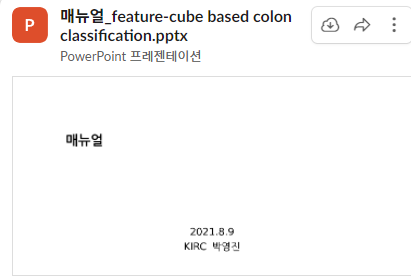 P
매뉴얼_feature-cube based colon
classification.pptx
PowerPoint 프레젠테이션
매뉴얼
2021.8.9
KIRC 박영진